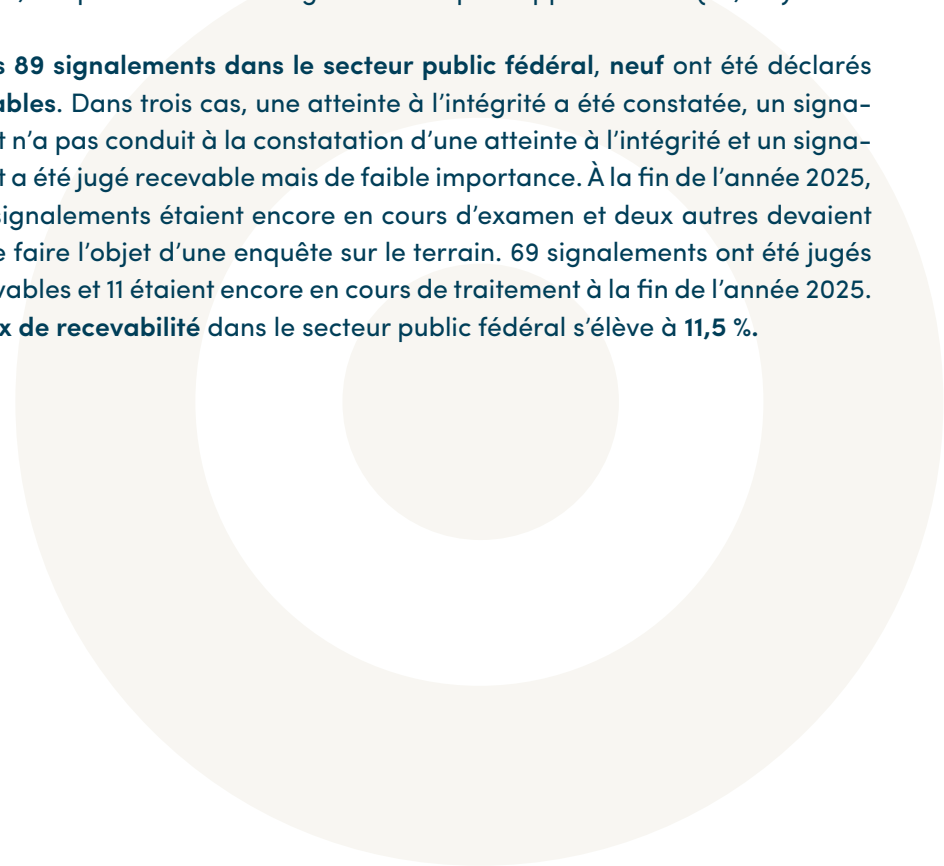 89 signalements dans le secteur public fédéral, neuf ont été déclarés
Dans trois cas, une atteinte à l'intégrité a été constatée, un signa-
n'a pas conduit à la constatation d'une atteinte à l'intégrité et un signa-
a été jugé recevable mais de faible importance. À la fin de l'année 2025,
signalements étaient encore en cours d'examen et deux autres devaient
faire l'objet d'une enquête sur le terrain. 69 signalements ont été jugés
et 11 étaient encore en cours de traitement à la fin de l'année 2025.
de recevabilité dans le secteur public fédéral s'élève à 11,5 %.